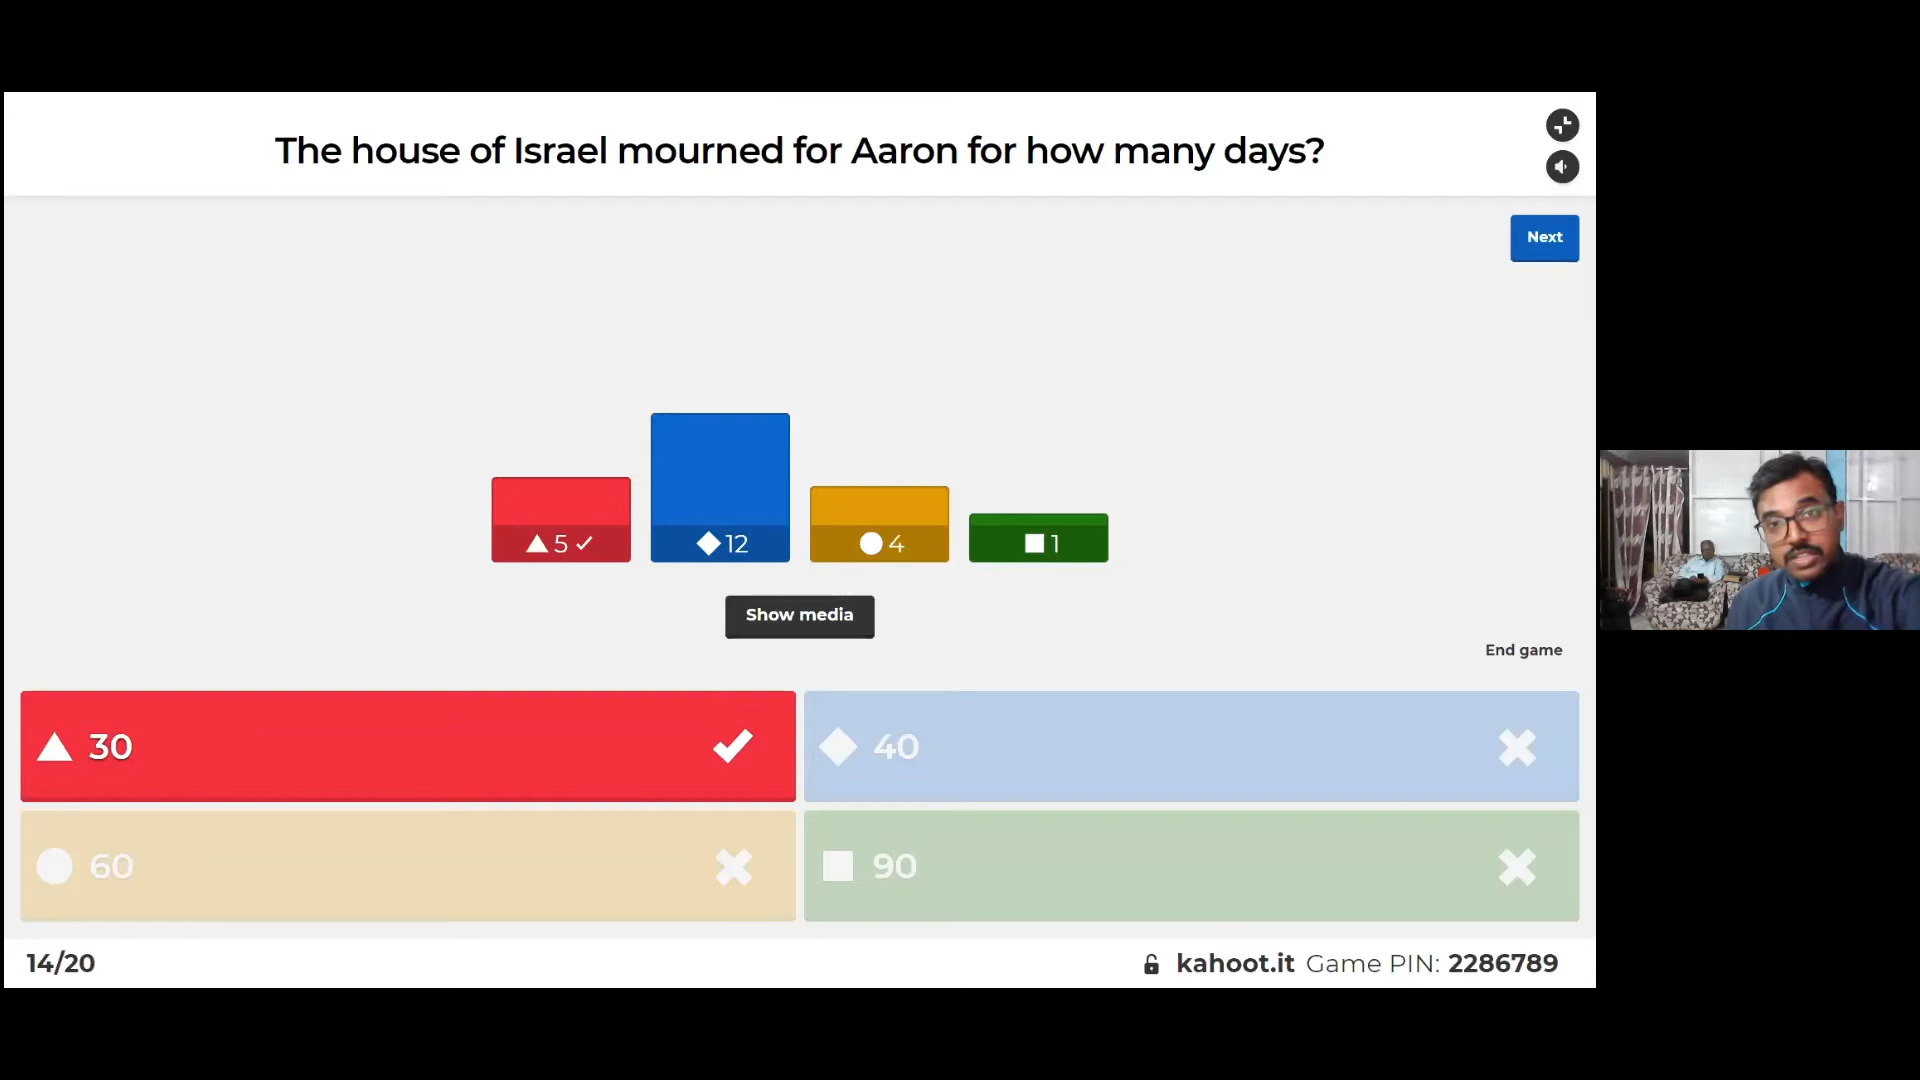 The house of Israel mourned for Aaron for how many days?
Next
5
12
4
1
Show media
End game
30
40
60
90
14/20
kahoot.it Game PIN: 2286789